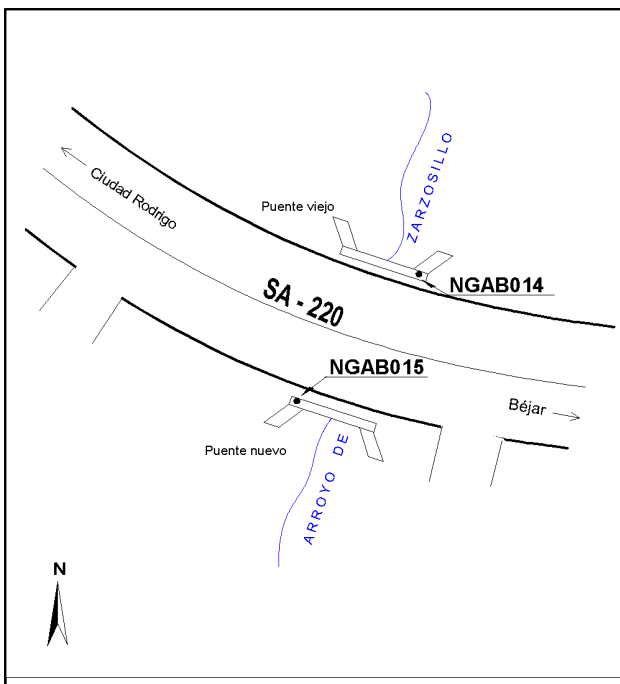 ZARZOSILLO
Ciudad Rodrigo
Puente viejo
NGAB014
SA - 220
NGAB015
Béjar
Puente nuevo
ARROYO DE
N